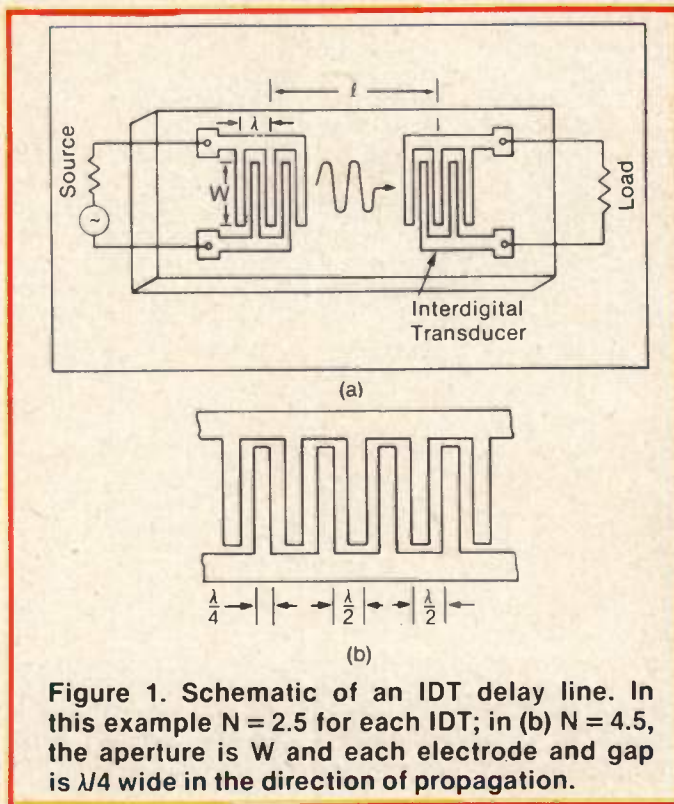 ℓ
λ
Source
W
Load
~
Interdigital
Transducer
(a)
λ/4 λ/2 λ/2
(b)
Figure 1. Schematic of an IDT delay line. In
this example N = 2.5 for each IDT; in (b) N = 4.5,
the aperture is W and each electrode and gap
is λ/4 wide in the direction of propagation.